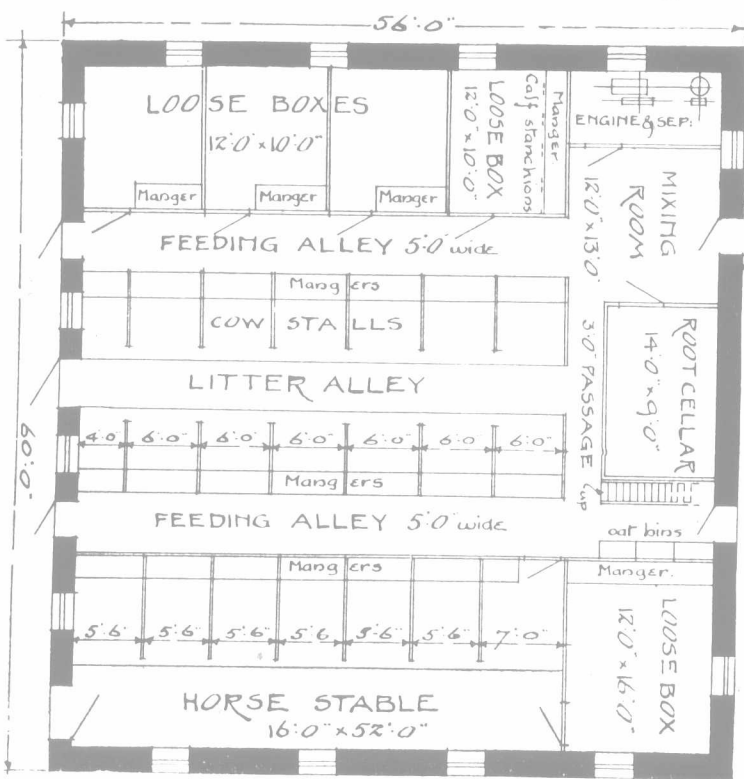 56'·0"
LOOSE BOXES
12'·0" × 10'·0"
Manger
Manger
Manger
LOOSE BOX
12'·0" × 10'·0"
Calf stanchions
Manger.
ENGINE & SEP:
MIXING
ROOM
12'·0" × 13'·0"
FEEDING ALLEY 5'·0" wide
Mangers
COW STALLS
LITTER ALLEY
3'·0" PASSAGE
ROOT CELLAR
14'·0" × 9'·0"
60'·0"
4'·0" 6'·0" 6'·0" 6'·0" 6'·0" 6'·0" 6'·0"
Mangers
up
FEEDING ALLEY 5'·0" wide
oat bins
Mangers
Manger.
5'·6" 5'·6" 5'·6" 5'·6 5'·6" 5'·6" 7'·0"
LOOSE BOX
12'·0" × 16'·0"
HORSE STABLE
16'·0" × 52'·0"